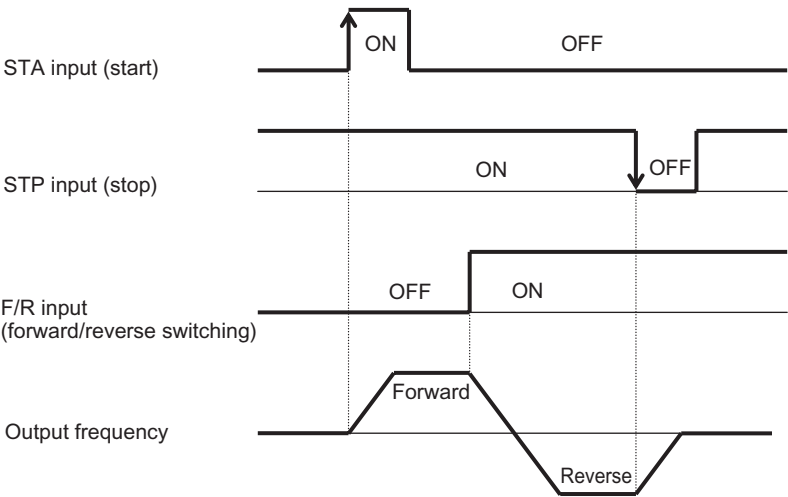 ON
OFF
STA input (start)
ON
OFF
STP input (stop)
OFF
ON
F/R input
(forward/reverse switching)
Forward
Output frequency
Reverse